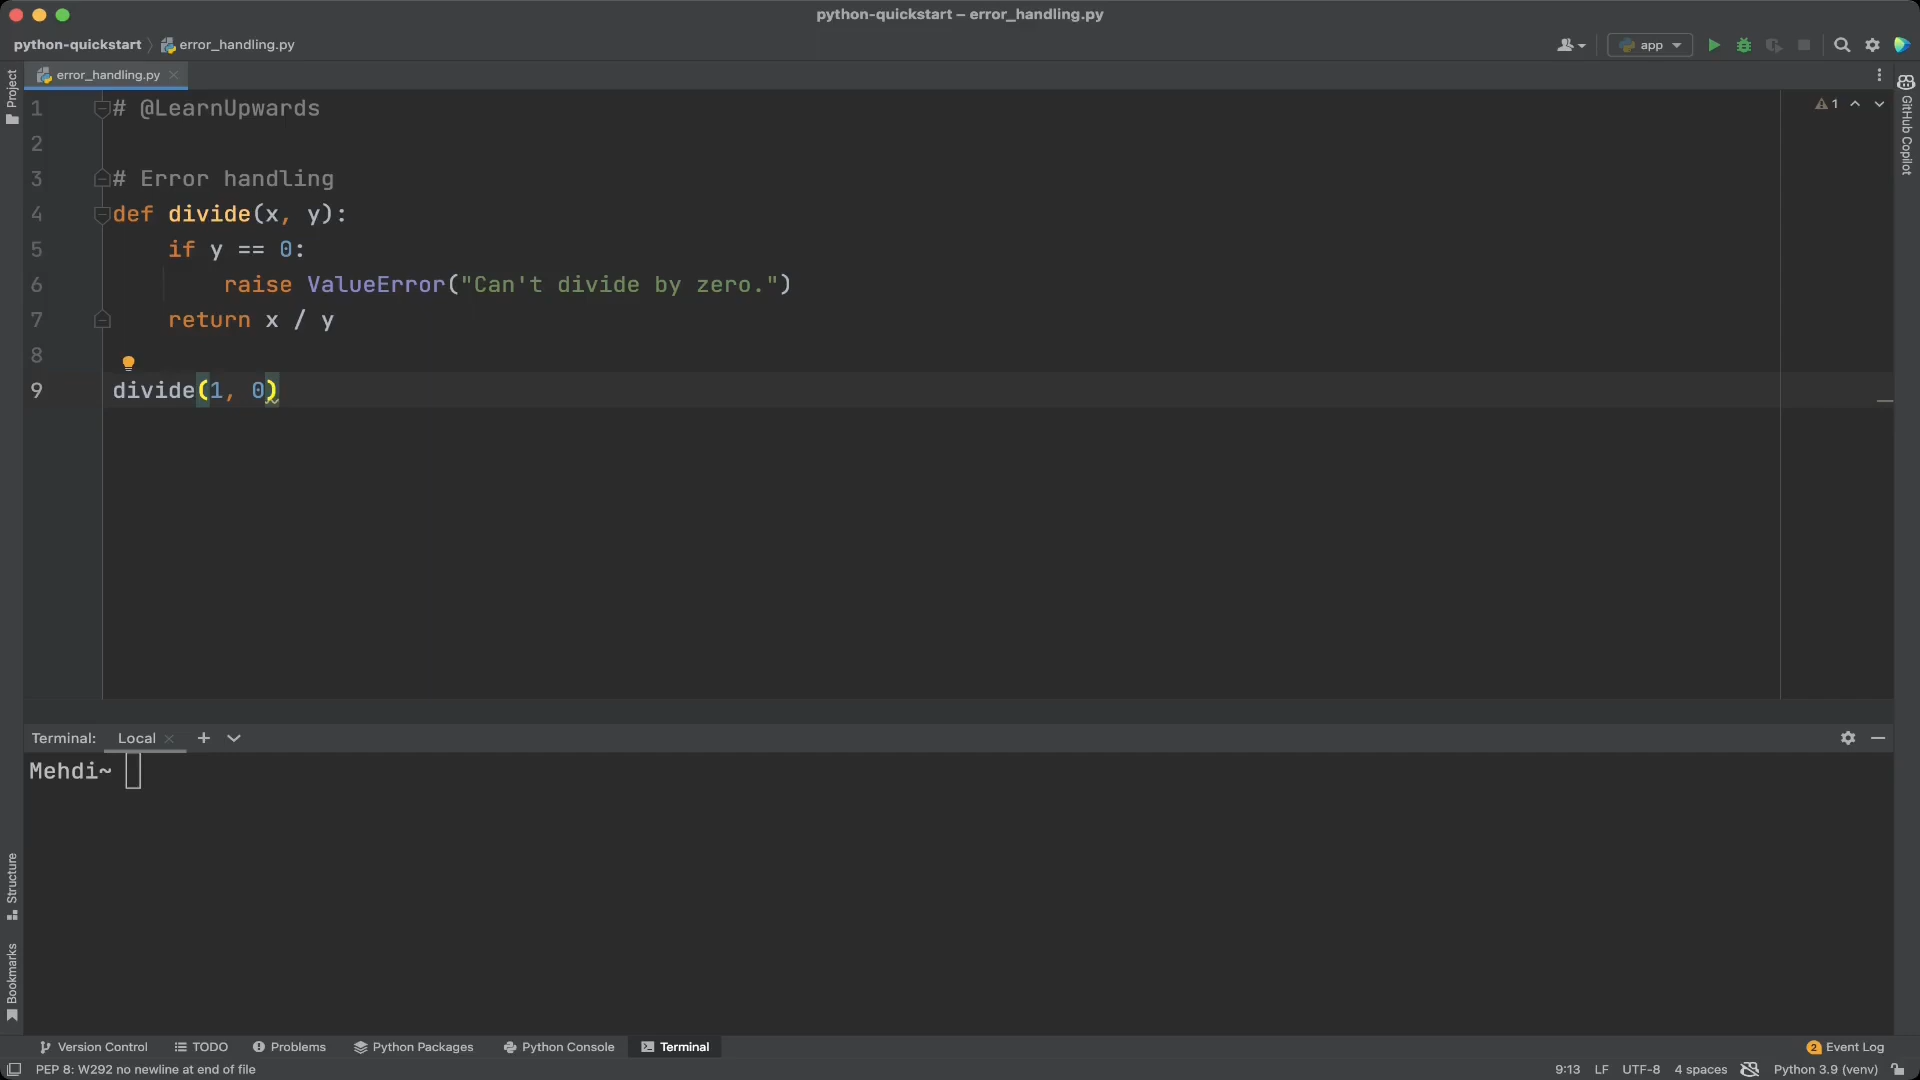 python-quickstart – error_handling.py
python-quickstart error_handling.py app
error_handling.py
Project
GitHub Copilot
1 # @LearnUpwards 1
2
3 # Error handling
4 def divide(x, y):
5 if y == 0:
6 raise ValueError("Can't divide by zero.")
7 return x / y
8
9 divide(1, 0)
Terminal: Local
Mehdi~
Structure
Bookmarks
Version Control TODO Problems Python Packages Python Console Terminal 2 Event Log
PEP 8: W292 no newline at end of file 9:13 LF UTF-8 4 spaces Python 3.9 (venv)